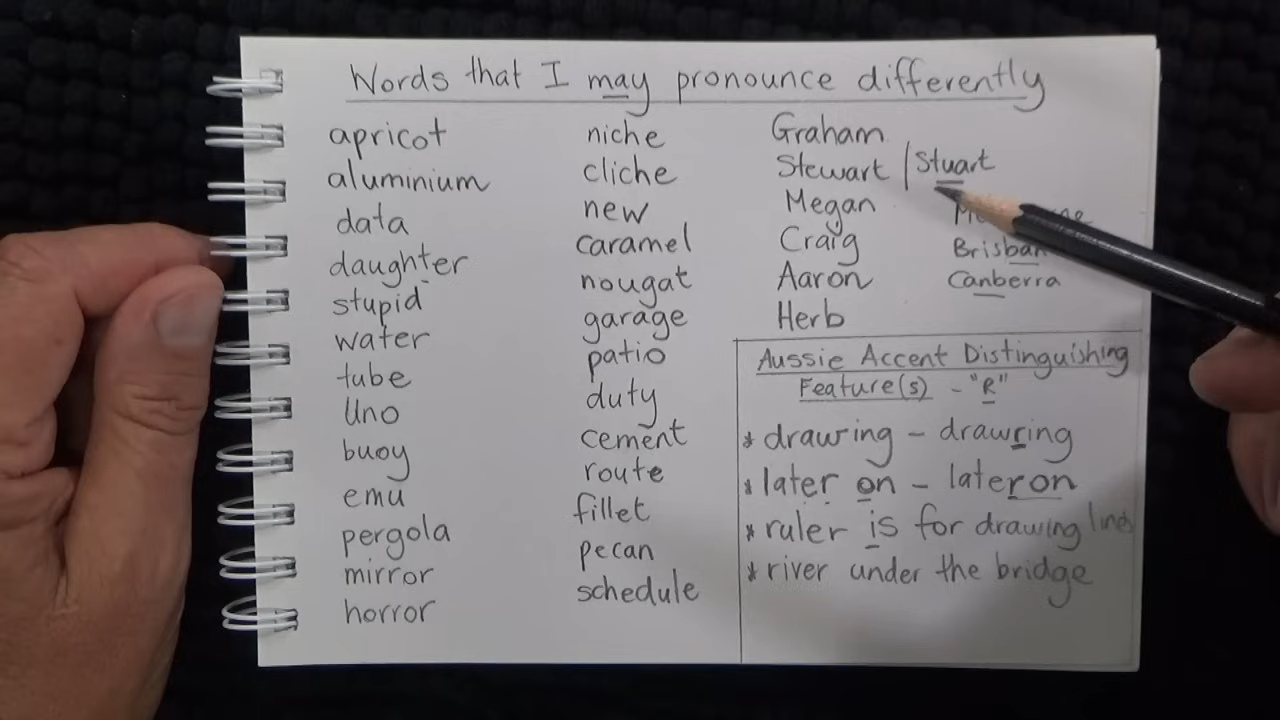 Words that I may pronounce differently
apricot
aluminium
data
daughter
stupid
water
tube
Uno
buoy
emu
pergola
mirror
horror
niche
cliche
new
caramel
nougat
garage
patio
duty
cement
route
fillet
pecan
schedule
Graham
Stewart / Stuart
Megan
Craig
Aaron
Herb
Canberra
Aussie Accent Distinguishing
Feature(s) - "R"
* drawing - drawring
* later on - later on
* ruler is for drawing lines
* river under the bridge